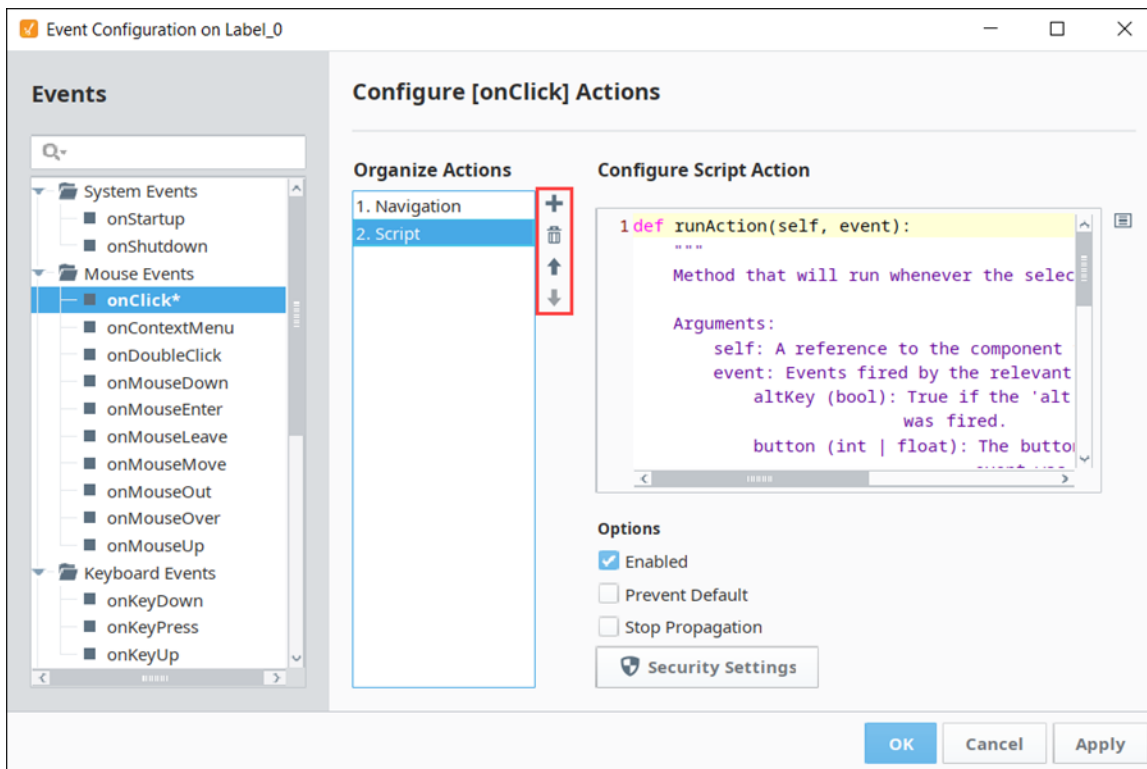 Event Configuration on Label_0
Events
System Events
onStartup
onShutdown
Mouse Events
onClick*
onContextMenu
onDoubleClick
onMouseDown
onMouseEnter
onMouseLeave
onMouseMove
onMouseOut
onMouseOver
onMouseUp
Keyboard Events
onKeyDown
onKeyPress
onKeyUp
Configure [onClick] Actions
Organize Actions
1. Navigation
2. Script
Configure Script Action
1 def runAction(self, event):
"""
Method that will run whenever the selec
Arguments:
self: A reference to the component
event: Events fired by the relevant
altKey (bool): True if the 'alt
was fired.
button (int | float): The butto
Options
Enabled
Prevent Default
Stop Propagation
Security Settings
OK
Cancel
Apply